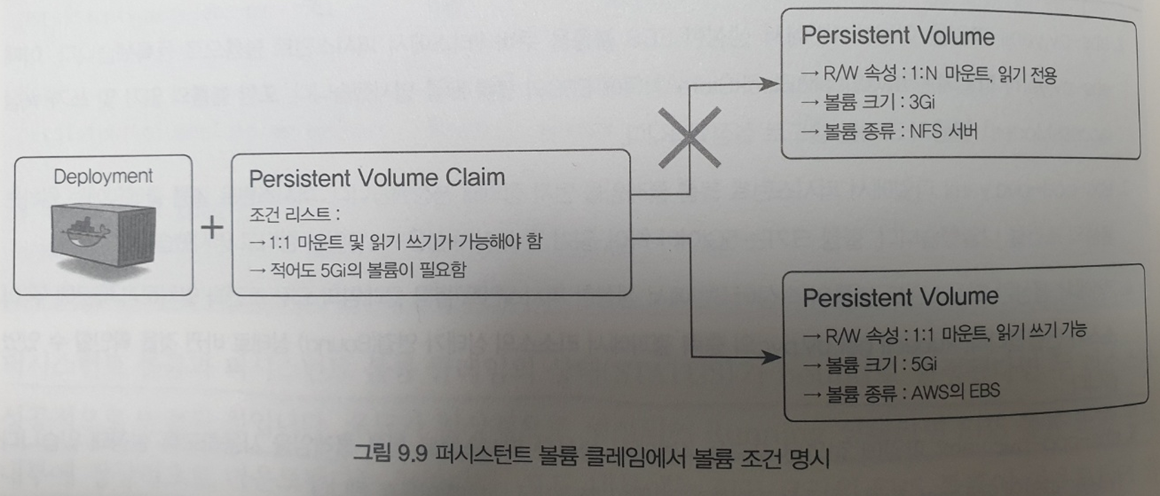 Persistent Volume
→ R/W 속성 : 1:N 마운트, 읽기 전용
→ 볼륨 크기 : 3Gi
→ 볼륨 종류 : NFS 서버
Deployment
+
Persistent Volume Claim
조건 리스트 :
→ 1:1 마운트 및 읽기 쓰기가 가능해야 함
→ 적어도 5Gi의 볼륨이 필요함
Persistent Volume
→ R/W 속성 : 1:1 마운트, 읽기 쓰기 가능
→ 볼륨 크기 : 5Gi
→ 볼륨 종류 : AWS의 EBS
그림 9.9 퍼시스턴트 볼륨 클레임에서 볼륨 조건 명시